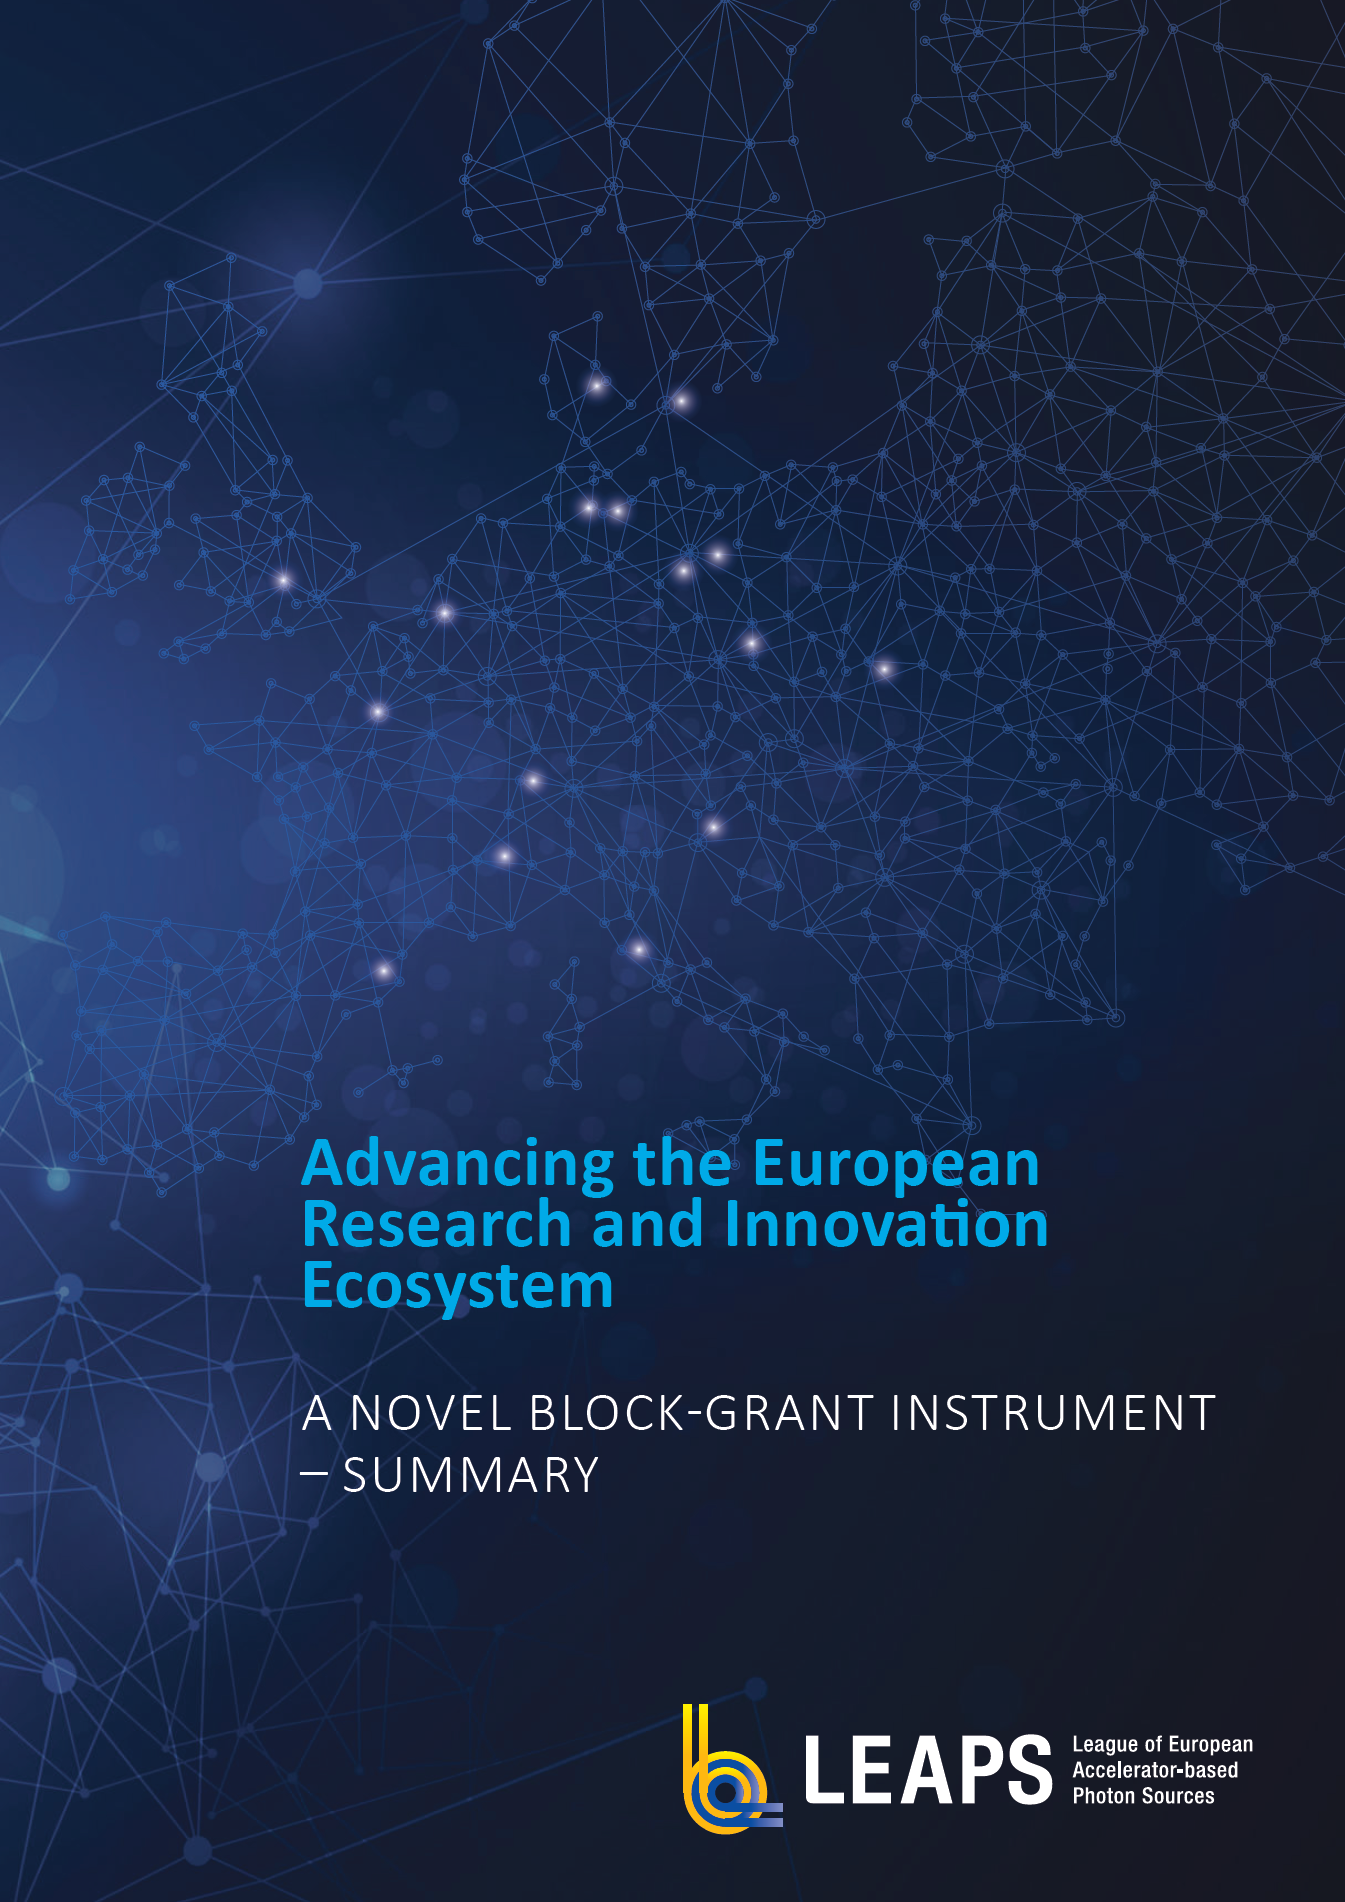 Advancing the European
Research and Innovation
Ecosystem
A NOVEL BLOCK-GRANT INSTRUMENT
– SUMMARY
LEAPS
League of European
Accelerator-based
Photon Sources